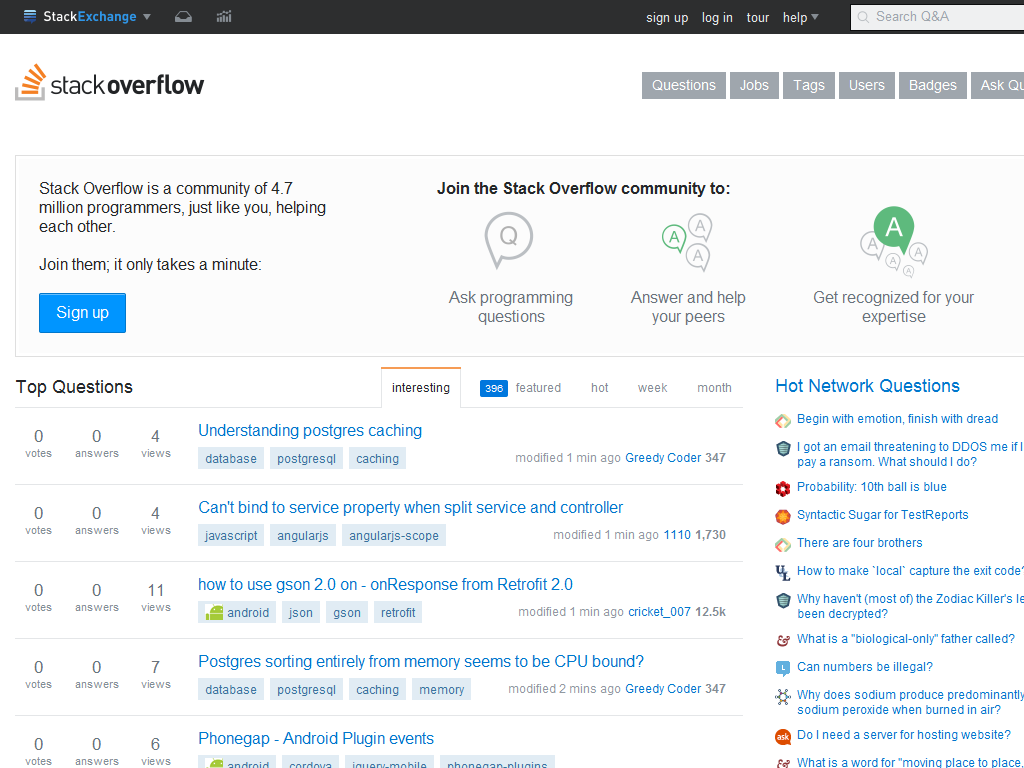 StackExchange
sign up log in tour help
Search Q&A
stackoverflow
Questions Jobs Tags Users Badges Ask Qu
Stack Overflow is a community of 4.7
million programmers, just like you, helping
each other.
Join them; it only takes a minute:
Sign up
Join the Stack Overflow community to:
Q
A A A
A A A A A
Ask programming
questions
Answer and help
your peers
Get recognized for your
expertise
Top Questions
interesting 396 featured hot week month
0 votes 0 answers 4 views
Understanding postgres caching
database postgresql caching
modified 1 min ago Greedy Coder 347
0 votes 0 answers 4 views
Can't bind to service property when split service and controller
javascript angularjs angularjs-scope
modified 1 min ago 1110 1,730
0 votes 0 answers 11 views
how to use gson 2.0 on - onResponse from Retrofit 2.0
android json gson retrofit
modified 1 min ago cricket_007 12.5k
0 votes 0 answers 7 views
Postgres sorting entirely from memory seems to be CPU bound?
database postgresql caching memory
modified 2 mins ago Greedy Coder 347
0 votes 0 answers 6 views
Phonegap - Android Plugin events
android cordova jquery-mobile phonegap-plugins
Hot Network Questions
Begin with emotion, finish with dread
I got an email threatening to DDOS me if I
pay a ransom. What should I do?
Probability: 10th ball is blue
Syntactic Sugar for TestReports
There are four brothers
How to make `local` capture the exit code?
Why haven't (most of) the Zodiac Killer's le
been decrypted?
What is a "biological-only" father called?
Can numbers be illegal?
Why does sodium produce predominantly
sodium peroxide when burned in air?
ask Do I need a server for hosting website?
What is a word for "moving place to place,